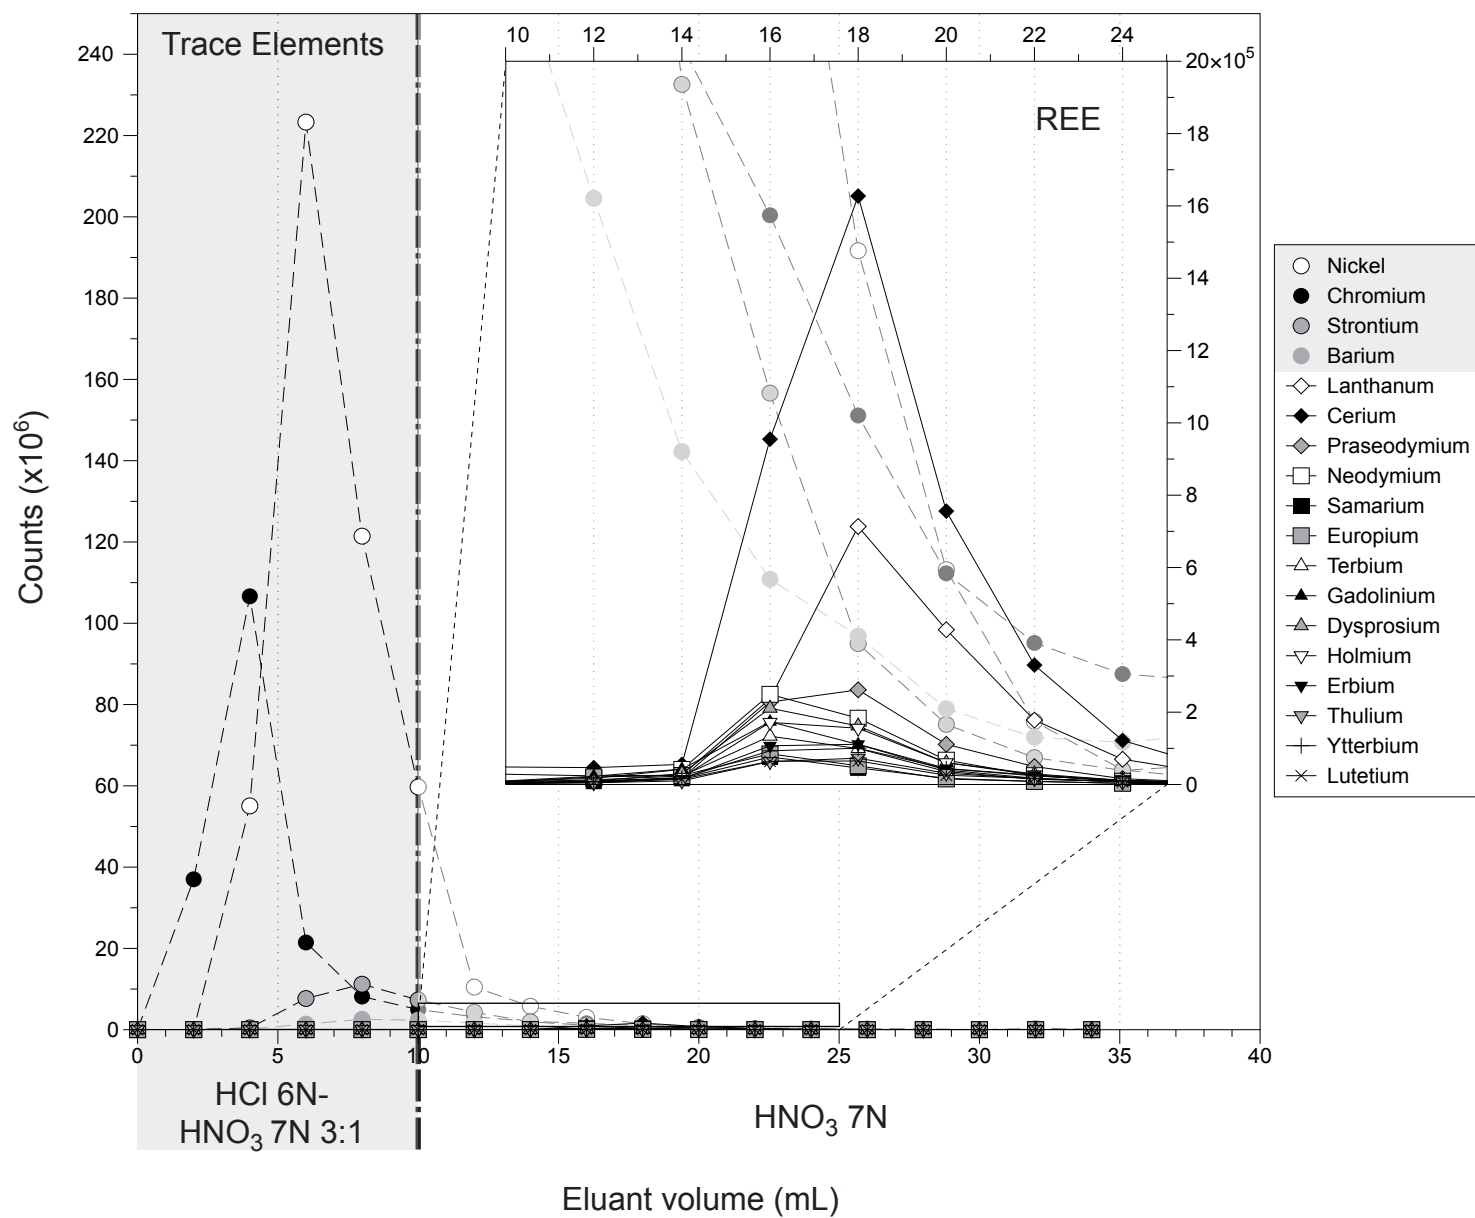 10 12 14 16 18 20 22 24
Trace Elements
REE
20×10⁵
18
16
14
12
10
8
6
4
2
0
Counts (x10⁶)
240
220
200
180
160
140
120
100
80
60
40
20
0
0 5 10 15 20 25 30 35 40
HCl 6N-
HNO₃ 7N 3:1
HNO₃ 7N
Eluant volume (mL)
Nickel
Chromium
Strontium
Barium
Lanthanum
Cerium
Praseodymium
Neodymium
Samarium
Europium
Terbium
Gadolinium
Dysprosium
Holmium
Erbium
Thulium
Ytterbium
Lutetium